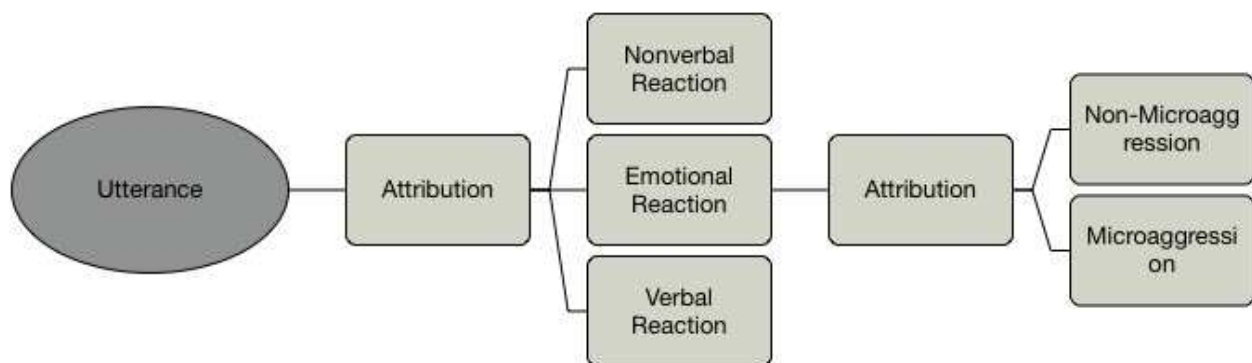 Utterance
Attribution
Nonverbal
Reaction
Emotional
Reaction
Verbal
Reaction
Attribution
Non-Microagg
ression
Microaggressi
on